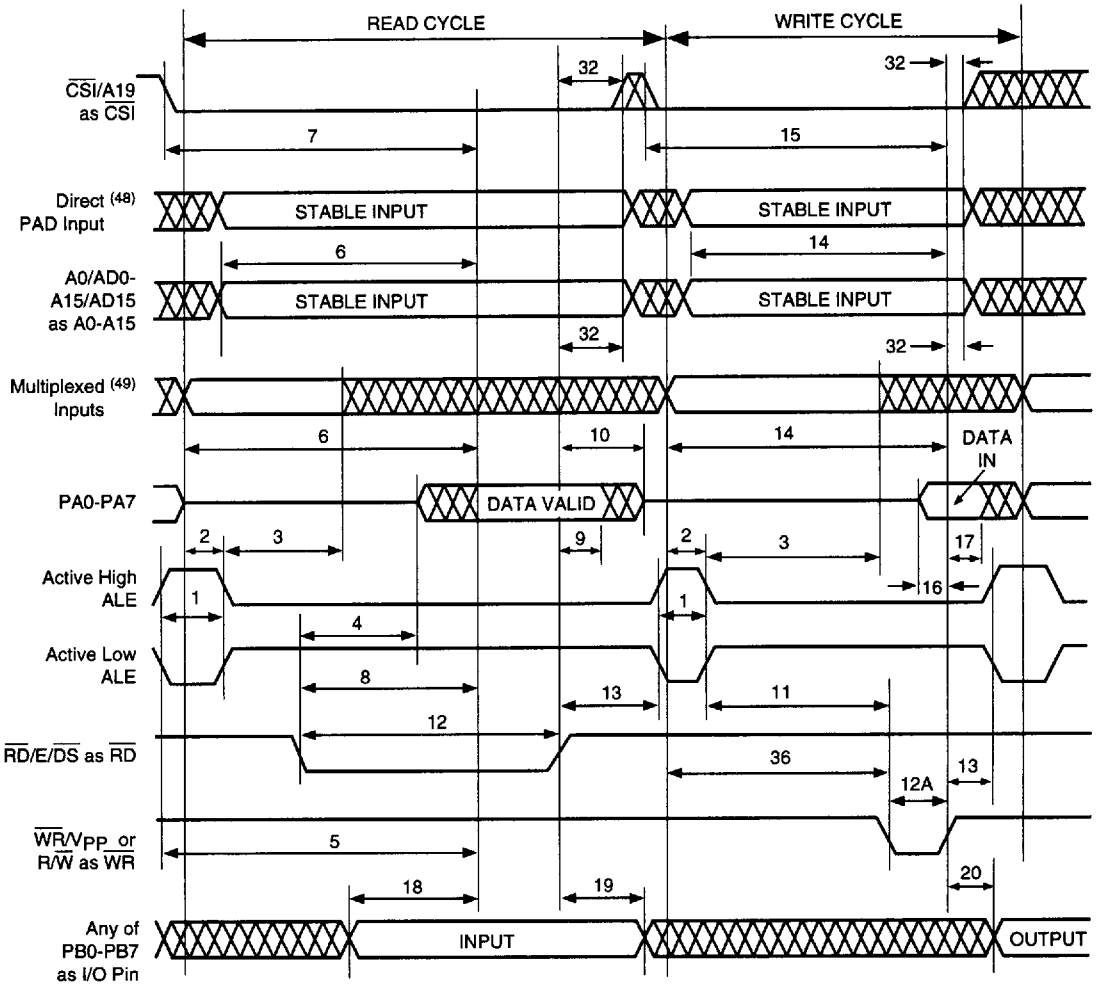 READ CYCLE
WRITE CYCLE
32
32
CSI/A19
as CSI
7
15
Direct (48)
PAD Input
STABLE INPUT
STABLE INPUT
6
14
A0/AD0-
A15/AD15
as A0-A15
STABLE INPUT
STABLE INPUT
32
32
Multiplexed (49)
Inputs
6
10
14
DATA
IN
PA0-PA7
DATA VALID
2
3
9
2
3
17
Active High
ALE
1
1
16
4
Active Low
ALE
8
13
11
12
RD/E/DS as RD
36
12A
13
WR/VPP or
R/W as WR
5
18
19
20
Any of
PB0-PB7
as I/O Pin
INPUT
OUTPUT